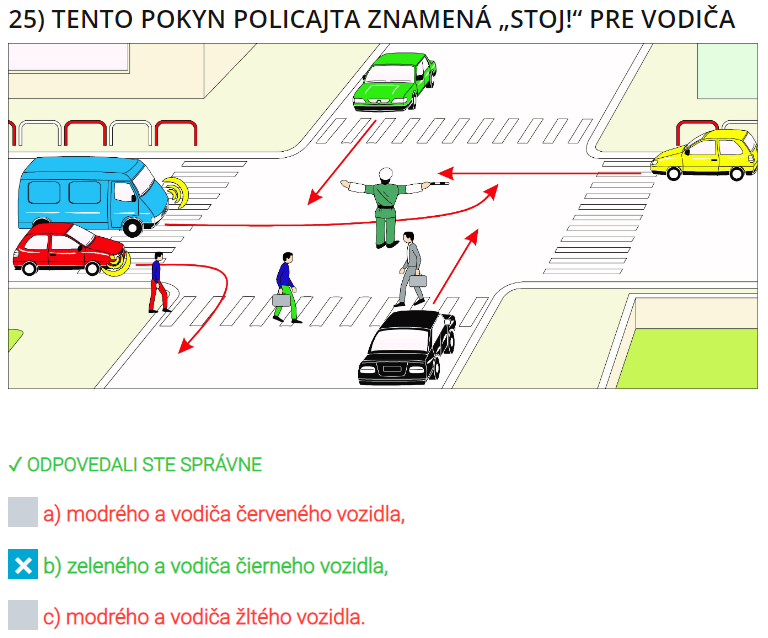 25) TENTO POKYN POLICAJTA ZNAMENÁ „STOJ!“ PRE VODIČA
✓ ODPOVEDALI STE SPRÁVNE
a) modrého a vodiča červeného vozidla,
b) zeleného a vodiča čierneho vozidla,
c) modrého a vodiča žltého vozidla.